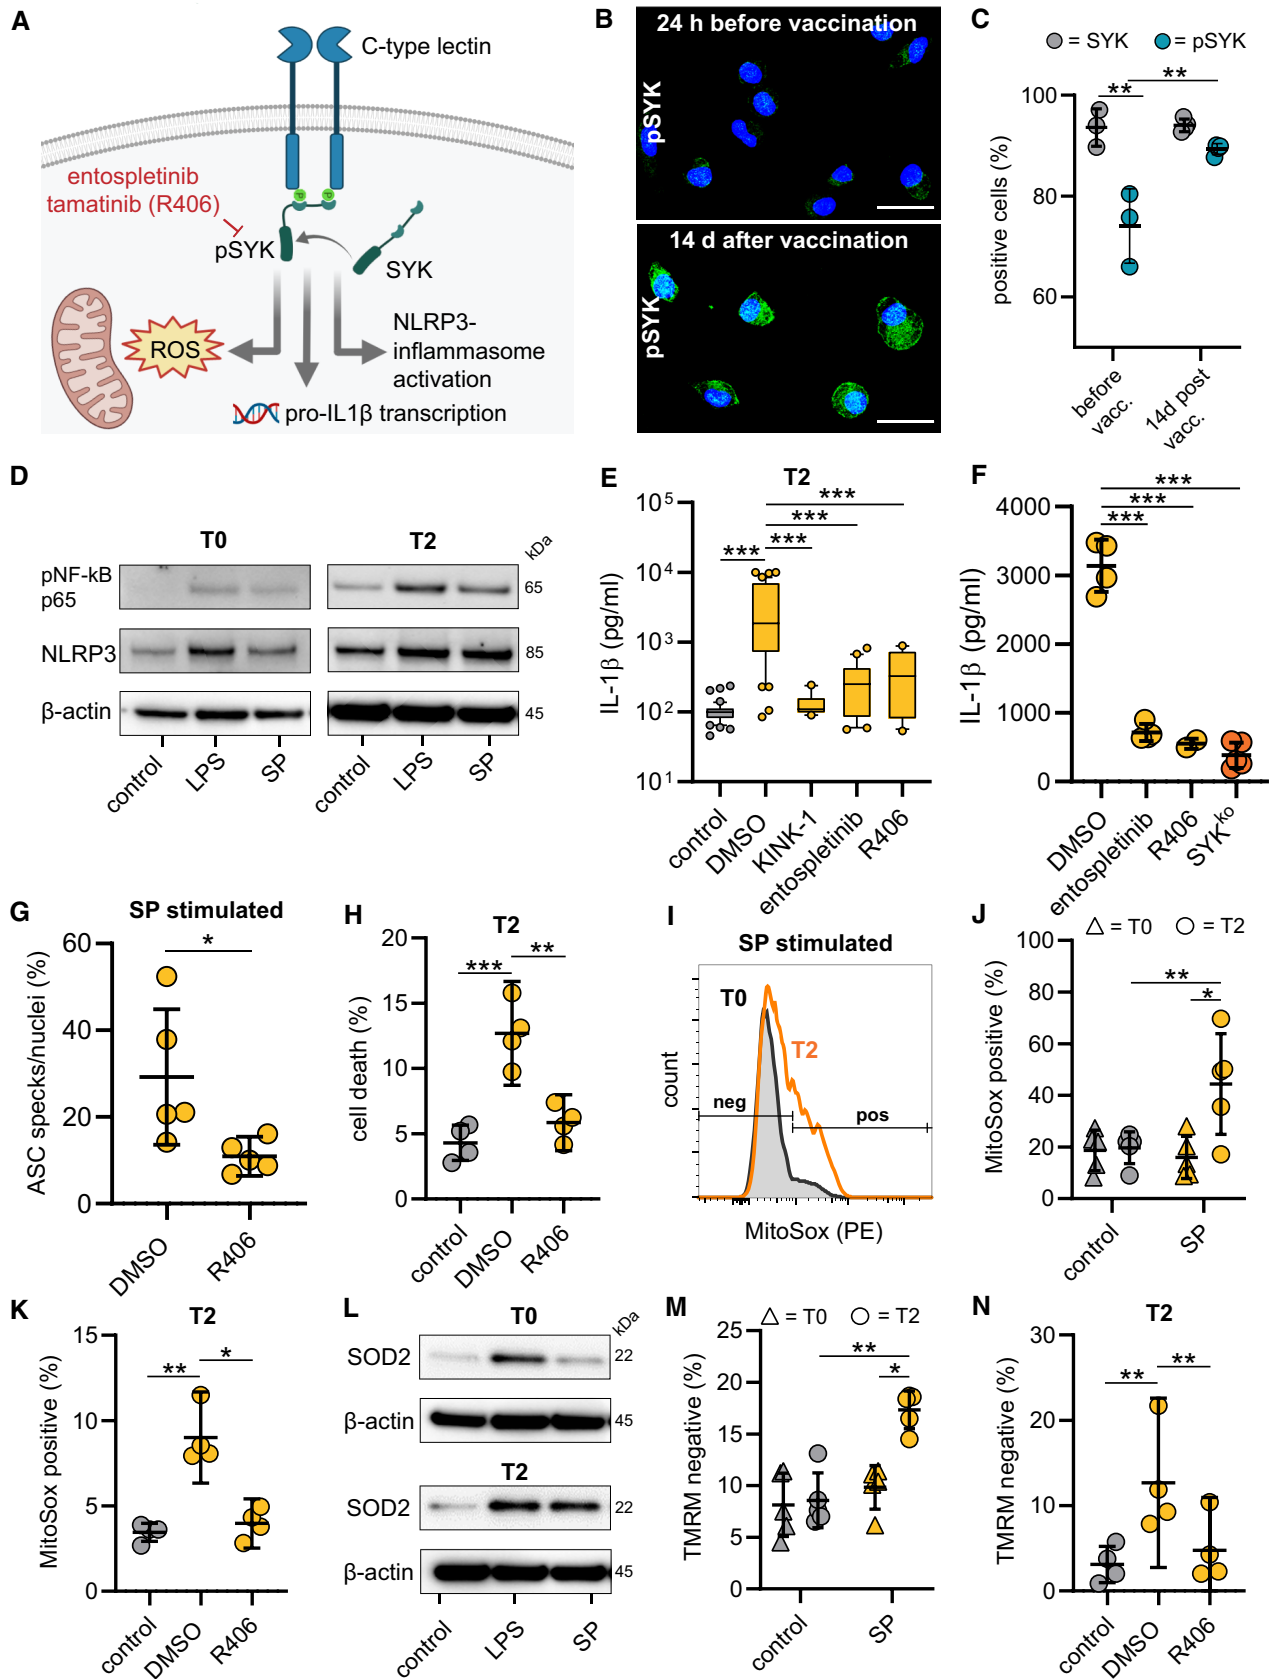 A
C-type lectin
entospletinib
tamatinib (R406)
P
P
pSYK
SYK
ROS
NLRP3-
inflammasome
activation
pro-IL1β transcription
B
24 h before vaccination
pSYK
14 d after vaccination
pSYK
C
= SYK
= pSYK
**
**
positive cells (%)
100
80
60
before
vacc.
14d post
vacc.
D
T0
T2
kDa
pNF-kB
p65
65
NLRP3
85
β-actin
45
control
LPS
SP
control
LPS
SP
E
T2
***
***
***
***
IL-1β (pg/ml)
10⁵
10⁴
10³
10²
10¹
control
DMSO
KINK-1
entospletinib
R406
F
***
***
***
IL-1β (pg/ml)
4000
3000
2000
1000
0
DMSO
entospletinib
R406
SYKᵏᵒ
G
SP stimulated
*
ASC specks/nuclei (%)
60
40
20
0
DMSO
R406
H
T2
***
**
cell death (%)
20
15
10
5
0
control
DMSO
R406
I
SP stimulated
T0
T2
neg
pos
count
MitoSox (PE)
J
= T0
= T2
**
*
MitoSox positive (%)
100
80
60
40
20
0
control
SP
K
T2
**
*
MitoSox positive (%)
15
10
5
0
control
DMSO
R406
L
T0
kDa
SOD2
22
β-actin
45
T2
SOD2
22
β-actin
45
control
LPS
SP
M
= T0
= T2
**
*
TMRM negative (%)
25
20
15
10
5
0
control
SP
N
T2
**
**
TMRM negative (%)
30
20
10
0
control
DMSO
R406